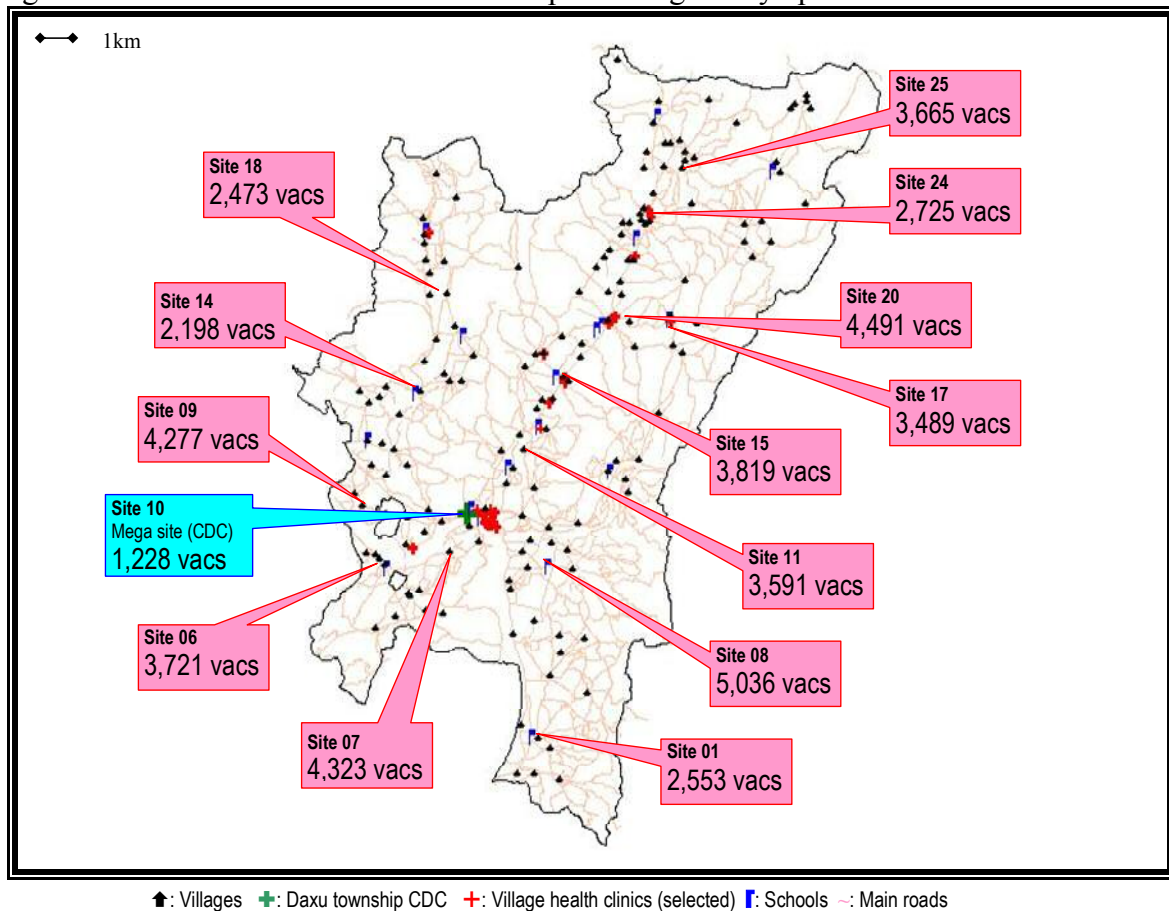 1km
Site 25
3,665 vacs
Site 18
2,473 vacs
Site 24
2,725 vacs
Site 14
2,198 vacs
Site 20
4,491 vacs
Site 09
4,277 vacs
Site 17
3,489 vacs
Site 15
3,819 vacs
Site 10
Mega site (CDC)
1,228 vacs
Site 11
3,591 vacs
Site 06
3,721 vacs
Site 08
5,036 vacs
Site 07
4,323 vacs
Site 01
2,553 vacs
: Villages : Daxu township CDC : Village health clinics (selected) : Schools ~: Main roads